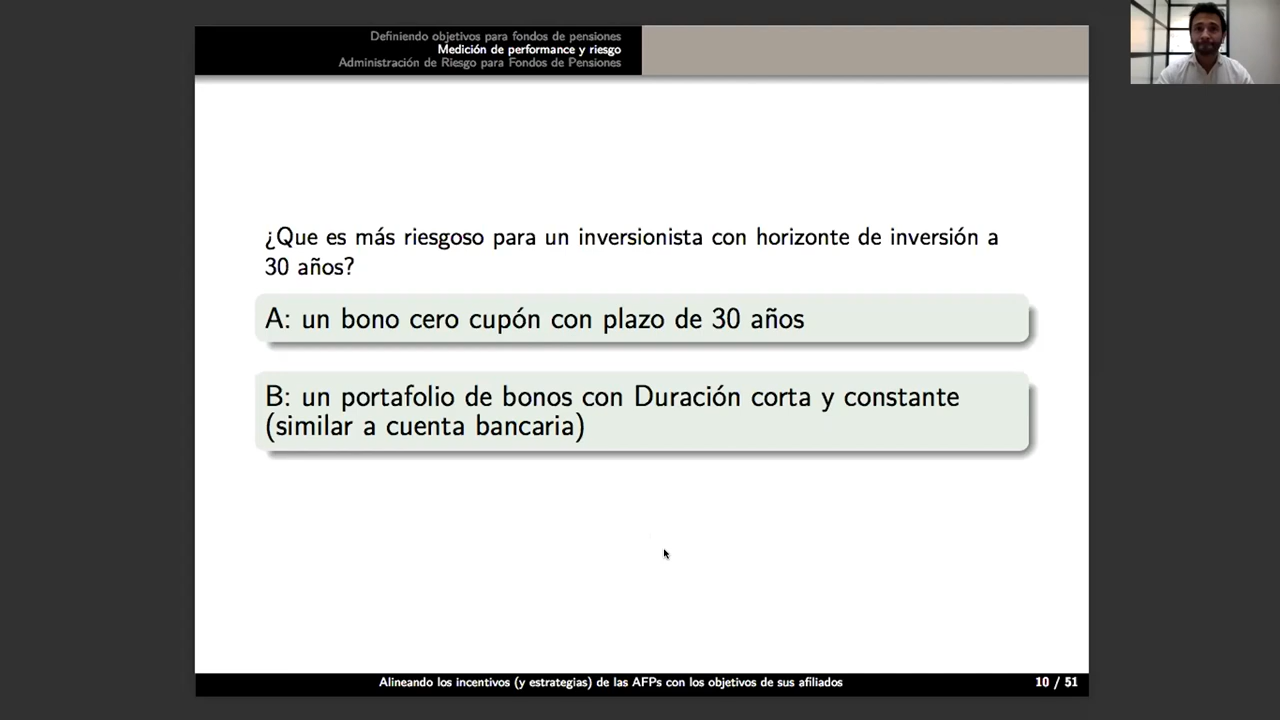 Definiendo objetivos para fondos de pensiones
Medición de performance y riesgo
Administración de Riesgo para Fondos de Pensiones
¿Que es más riesgoso para un inversionista con horizonte de inversión a
30 años?
A: un bono cero cupón con plazo de 30 años
B: un portafolio de bonos con Duración corta y constante
(similar a cuenta bancaria)
Alineando los incentivos (y estrategias) de las AFPs con los objetivos de sus afiliados
10 / 51